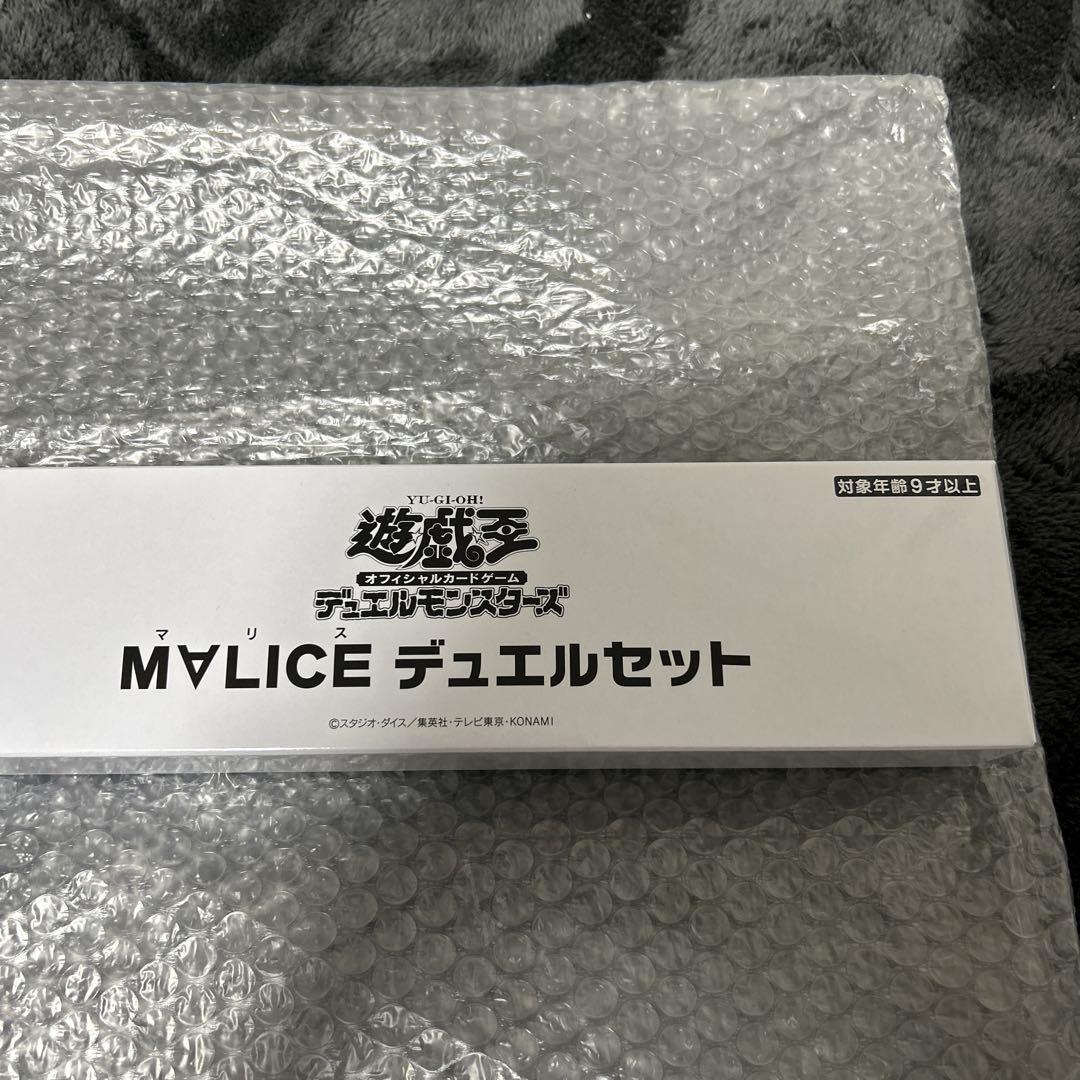 対象年齢9才以上
YU-GI-OH!
遊戯王
オフィシャルカードゲーム
デュエルモンスターズ
マリス
M∀LICE デュエルセット
©スタジオ・ダイス／集英社・テレビ東京・KONAMI